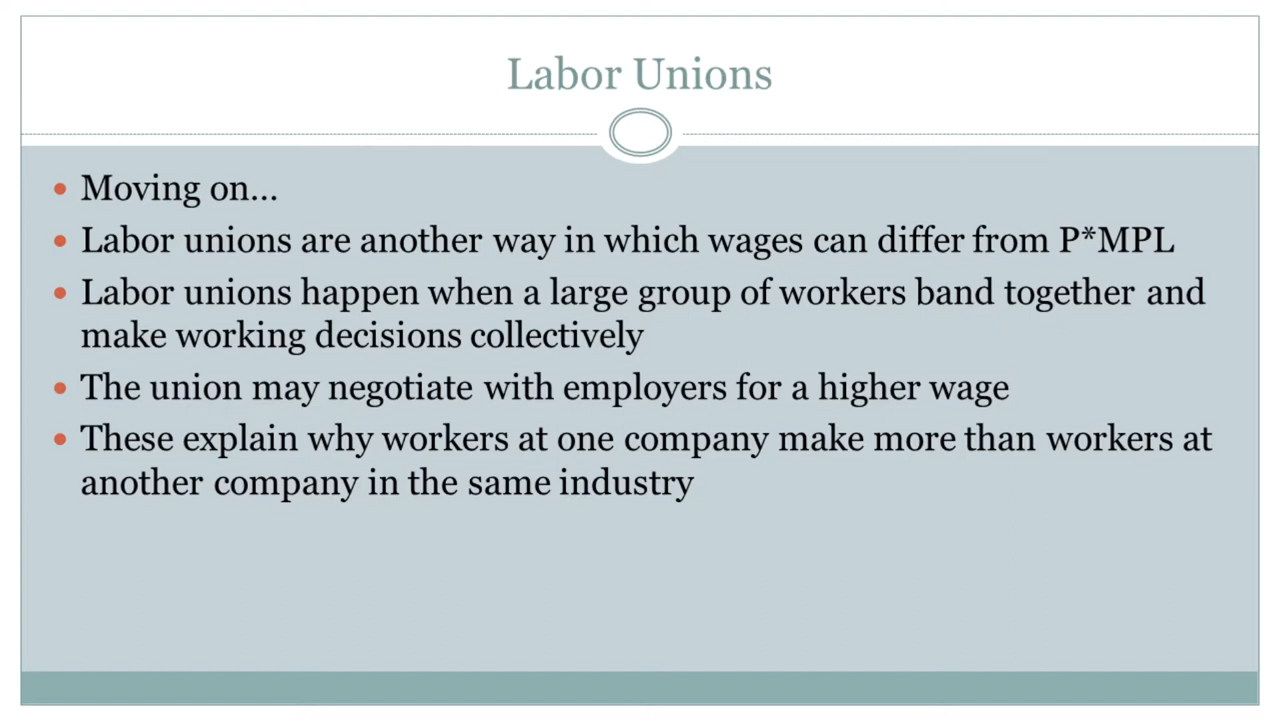 Labor Unions
• Moving on…
• Labor unions are another way in which wages can differ from P*MPL
• Labor unions happen when a large group of workers band together and
make working decisions collectively
• The union may negotiate with employers for a higher wage
• These explain why workers at one company make more than workers at
another company in the same industry